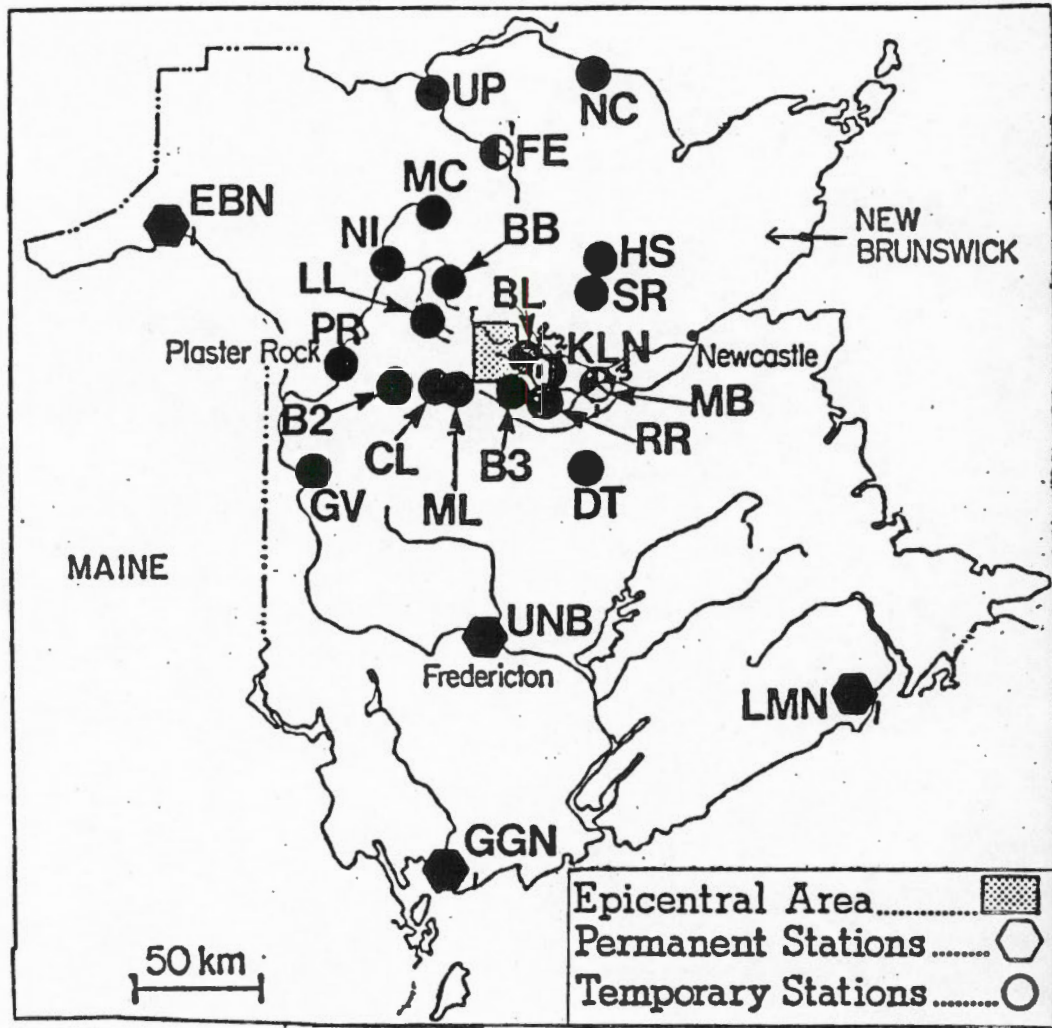 UP
NC
FE
MC
EBN
BB
NI
NEW
BRUNSWICK
HS
LL
BL
SR
PR
Plaster Rock
KLN
Newcastle
B2
MB
RR
CL
B3
GV
ML
DT
MAINE
UNB
Fredericton
LMN
GGN
Epicentral Area
Permanent Stations
Temporary Stations
50 km